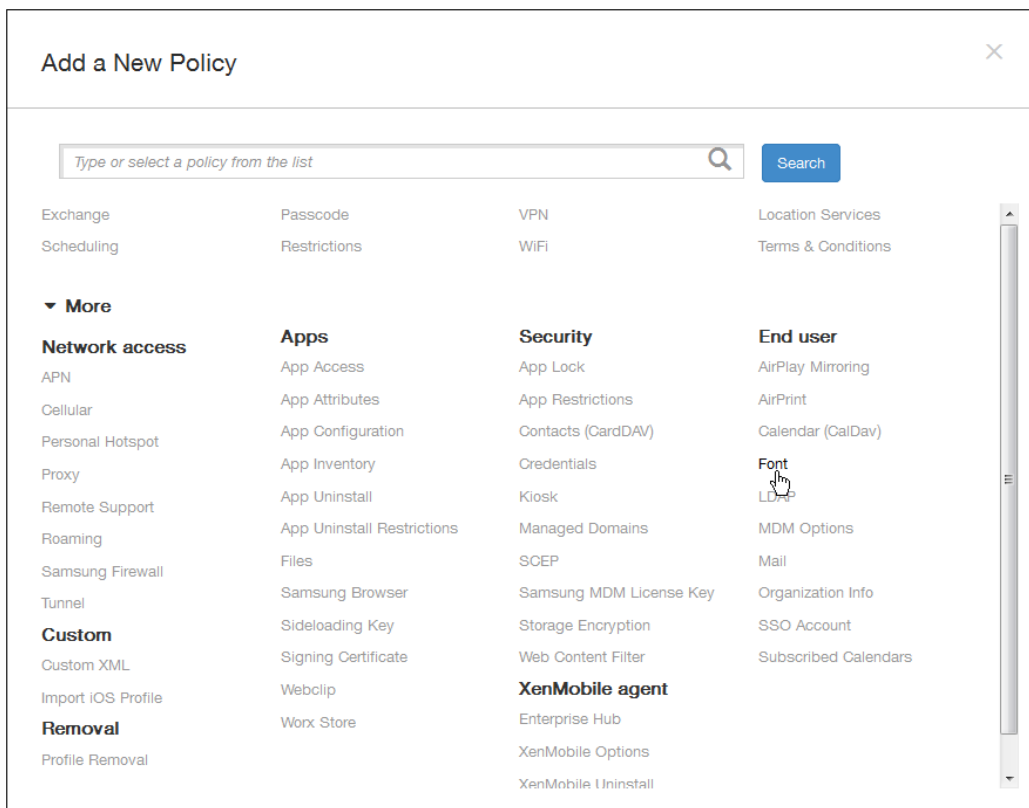 Add a New Policy
Type or select a policy from the list
Search
Exchange
Passcode
VPN
Location Services
Scheduling
Restrictions
WiFi
Terms & Conditions
More
Network access
APN
Cellular
Personal Hotspot
Proxy
Remote Support
Roaming
Samsung Firewall
Tunnel
Custom
Custom XML
Import iOS Profile
Removal
Profile Removal
Apps
App Access
App Attributes
App Configuration
App Inventory
App Uninstall
App Uninstall Restrictions
Files
Samsung Browser
Sideloading Key
Signing Certificate
Webclip
Worx Store
Security
App Lock
App Restrictions
Contacts (CardDAV)
Credentials
Kiosk
Managed Domains
SCEP
Samsung MDM License Key
Storage Encryption
Web Content Filter
XenMobile agent
Enterprise Hub
XenMobile Options
XenMobile Uninstall
End user
AirPlay Mirroring
AirPrint
Calendar (CalDav)
Font
LDAP
MDM Options
Mail
Organization Info
SSO Account
Subscribed Calendars